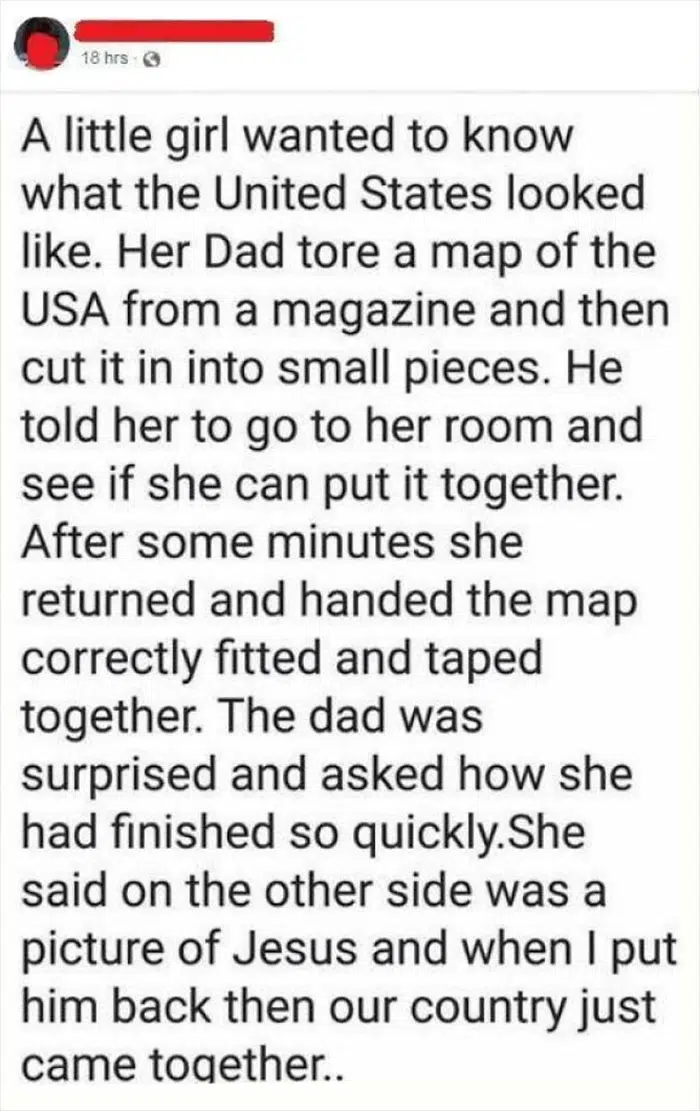 18 hrs ·
A little girl wanted to know
what the United States looked
like. Her Dad tore a map of the
USA from a magazine and then
cut it in into small pieces. He
told her to go to her room and
see if she can put it together.
After some minutes she
returned and handed the map
correctly fitted and taped
together. The dad was
surprised and asked how she
had finished so quickly.She
said on the other side was a
picture of Jesus and when I put
him back then our country just
came together..